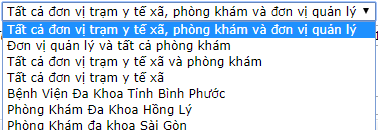 Tất cả đơn vị trạm y tế xã, phòng khám và đơn vị quản lý
Tất cả đơn vị trạm y tế xã, phòng khám và đơn vị quản lý
Đơn vị quản lý và tất cả phòng khám
Tất cả đơn vị trạm y tế xã và phòng khám
Tất cả đơn vị trạm y tế xã
Bệnh Viện Đa Khoa Tỉnh Bình Phước
Phòng Khám Đa Khoa Hồng Lý
Phòng Khám đa khoa Sài Gòn